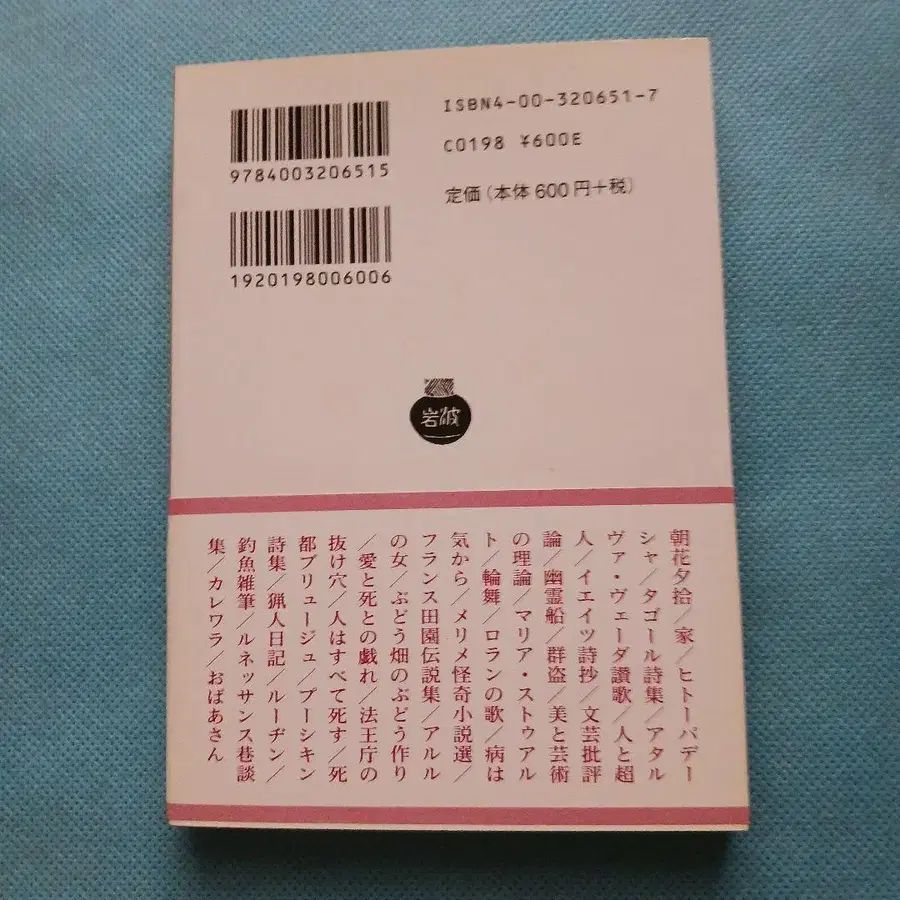 9784003206515
1920198006006
ISBN4-00-320651-7
C0198 ¥600E
定価(本体600円+税)
岩波
朝花夕拾/家/ヒトーパデー
シャ/タゴール詩集/アタル
ヴァ・ヴェーダ讃歌/人と超
人/イエイツ詩抄/文芸批評
論/幽霊船/群盗/美と芸術
の理論/マリア・ストゥアル
ト/輪舞/ロランの歌/病は
気から/メリメ怪奇小説選/
フランス田園伝説集/アルル
の女/ぶどう畑のぶどう作り
/愛と死との戯れ/法王庁の
抜け穴/人はすべて死す/死
都ブリュージュ/プーシキン
詩集/猟人日記/ルーヂン/
釣魚雑筆/ルネッサンス巷談
集/カレワラ/おばあさん